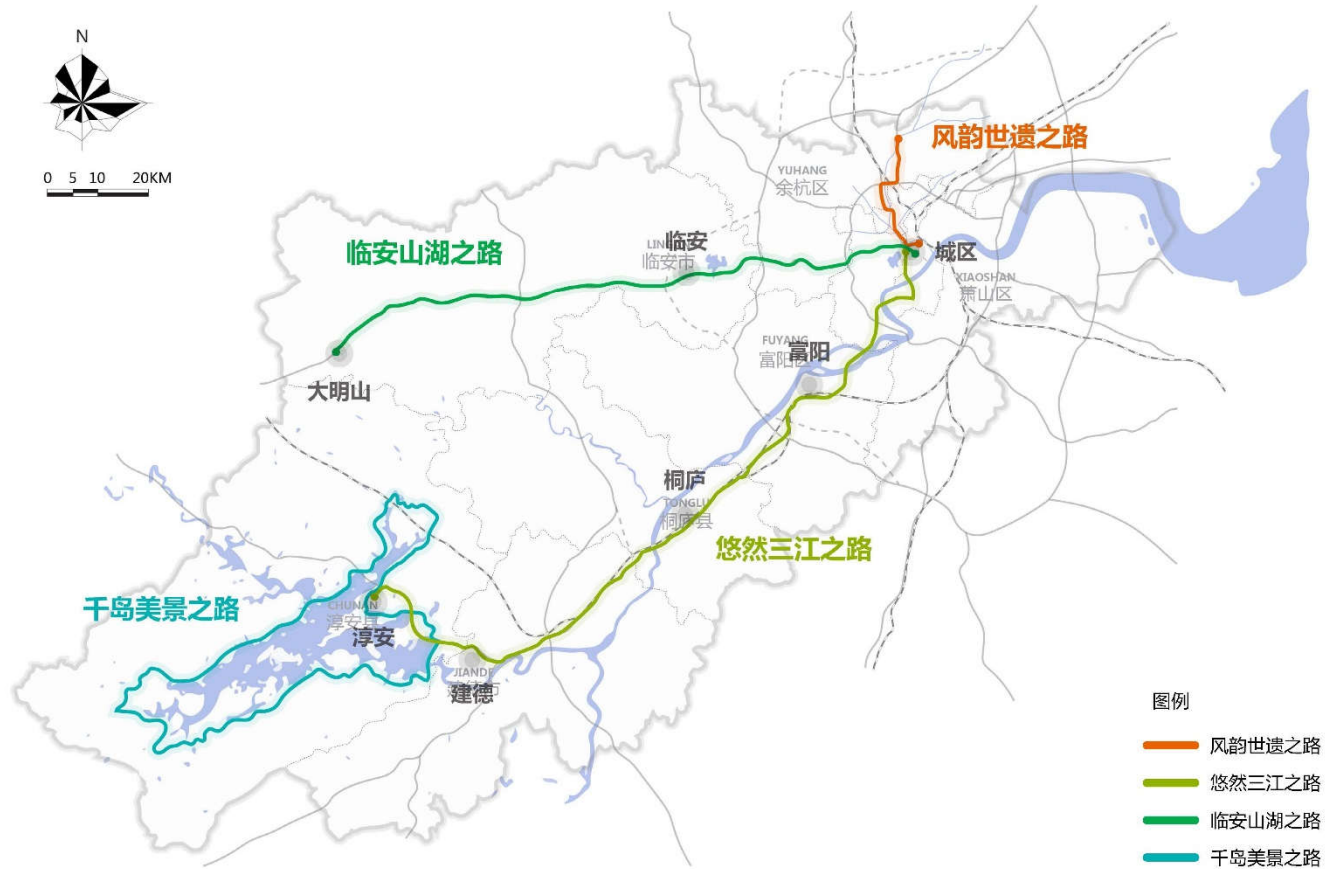 N
0 5 10 20KM
风韵世遗之路
YUHANG
余杭区
临安山湖之路
临安
临安市
城区
XIAOSHAN
萧山区
FUYANG
富阳
大明山
桐庐
TONGLU
桐庐县
悠然三江之路
千岛美景之路
CHUNAN
淳安县
淳安
JIANDE
建德
图例
风韵世遗之路
悠然三江之路
临安山湖之路
千岛美景之路